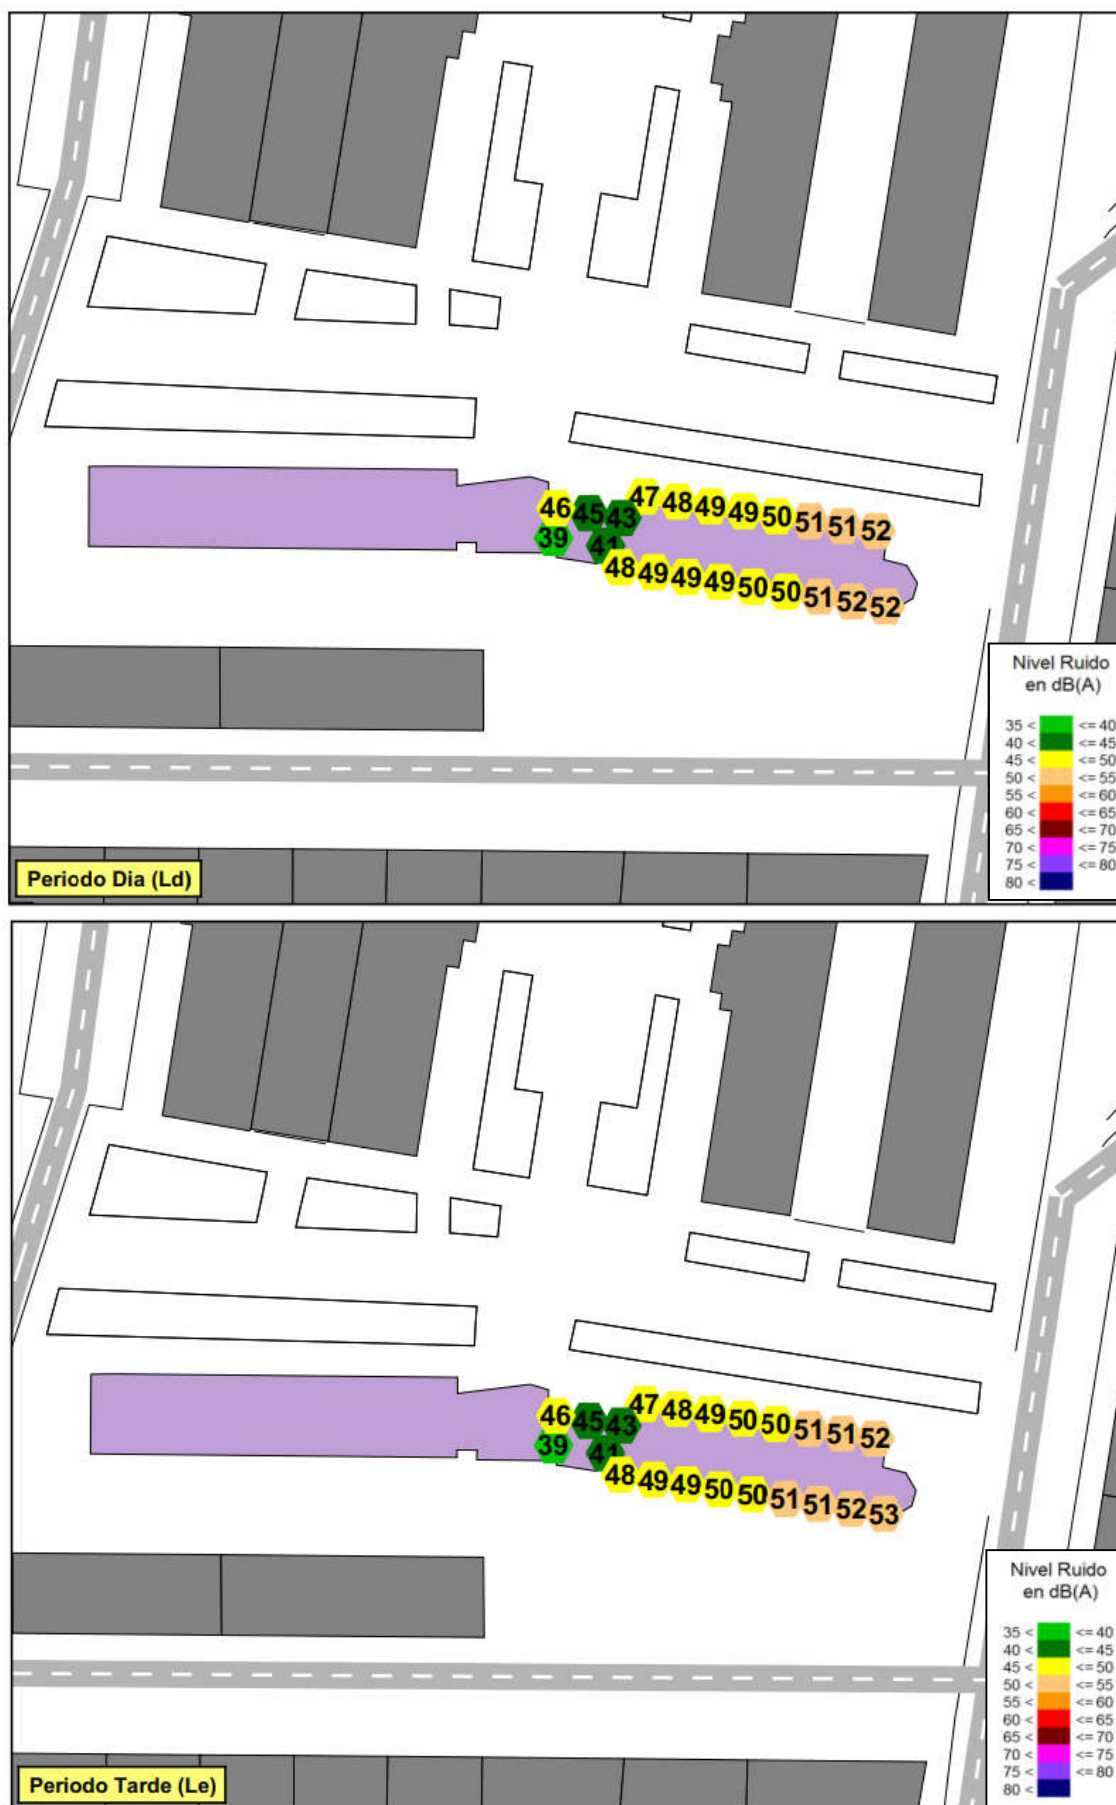 46 45 43 47 48 49 49 50 51 51 52
39 41 48 49 49 49 50 50 51 52 52
Nivel Ruido
en dB(A)
35 < <= 40
40 < <= 45
45 < <= 50
50 < <= 55
55 < <= 60
60 < <= 65
65 < <= 70
70 < <= 75
75 < <= 80
80 <
Periodo Dia (Ld)
46 45 43 47 48 49 50 50 51 51 52
39 41 48 49 49 50 50 51 51 52 53
Nivel Ruido
en dB(A)
35 < <= 40
40 < <= 45
45 < <= 50
50 < <= 55
55 < <= 60
60 < <= 65
65 < <= 70
70 < <= 75
75 < <= 80
80 <
Periodo Tarde (Le)